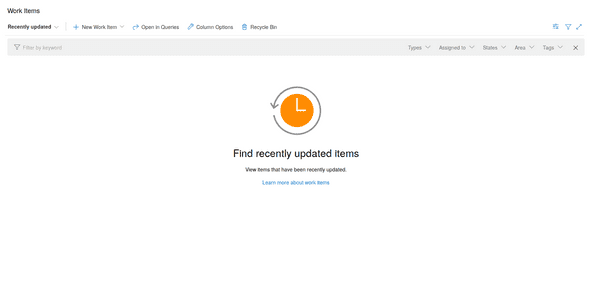 Work Items
Recently updated New Work Item Open in Queries Column Options Recycle Bin
Filter by keyword Types Assigned to States Area Tags
Find recently updated items
View items that have been recently updated.
Learn more about work items